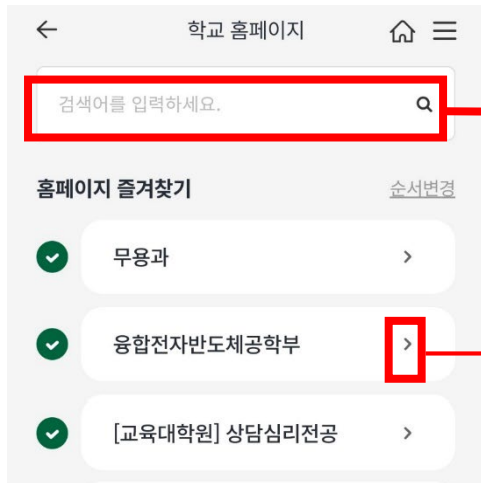 학교 홈페이지
검색어를 입력하세요.
홈페이지 즐겨찾기 순서변경
무용과
융합전자반도체공학부
[교육대학원] 상담심리전공